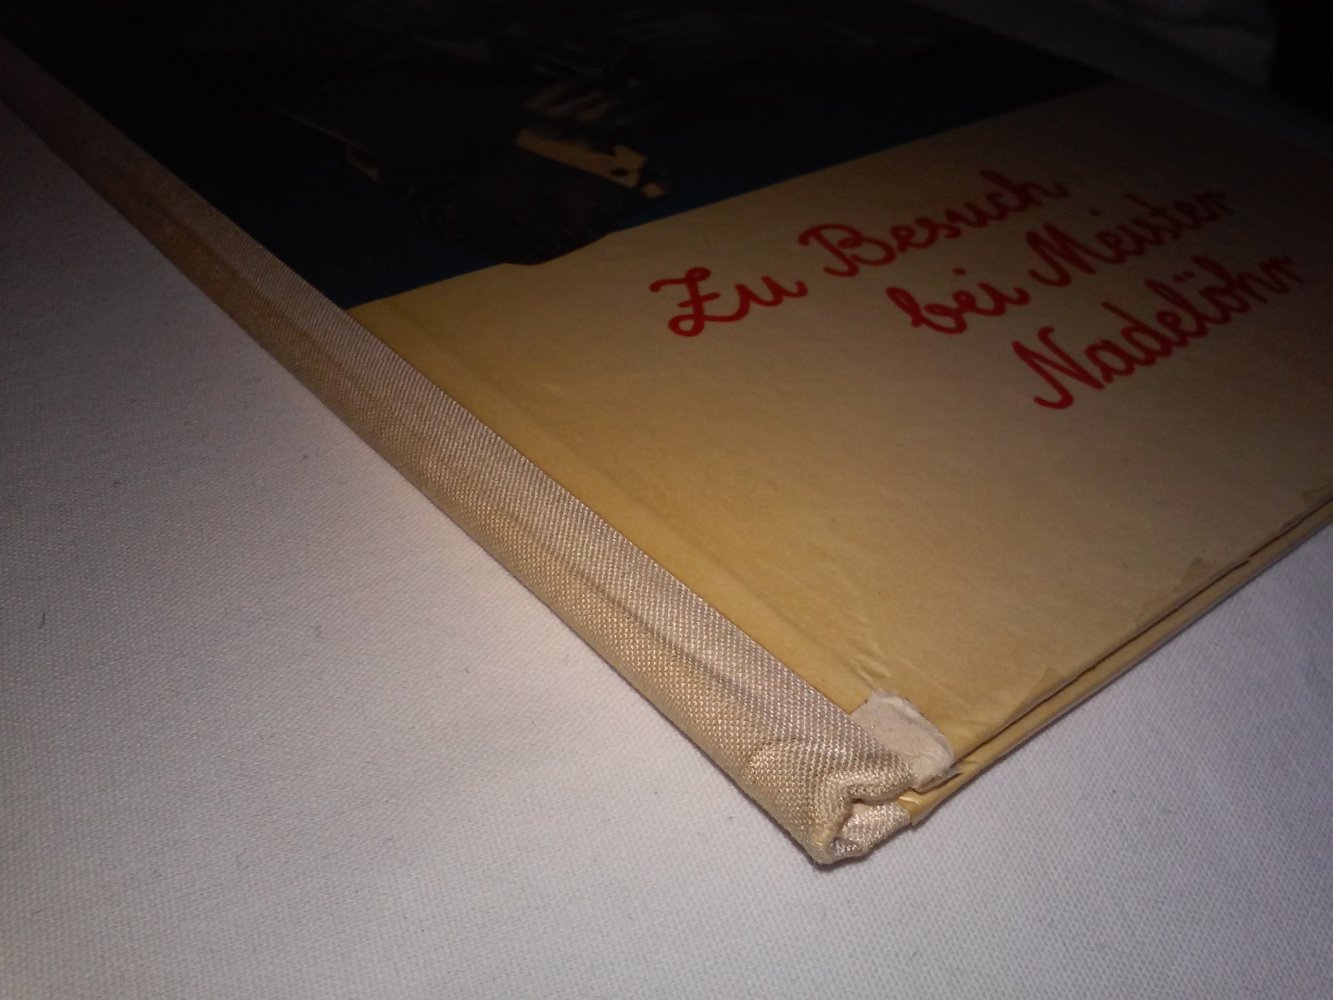 Zu Besuch
bei Meister
Nadelöhr